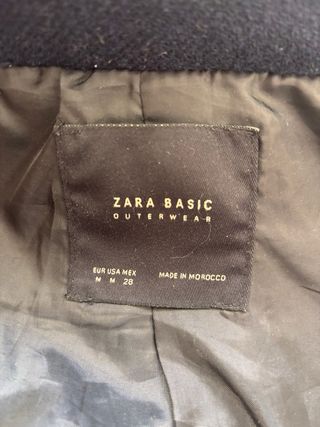 ZARA BASIC
OUTERWEAR
EUR USA MEX
M M 28
MADE IN MOROCCO